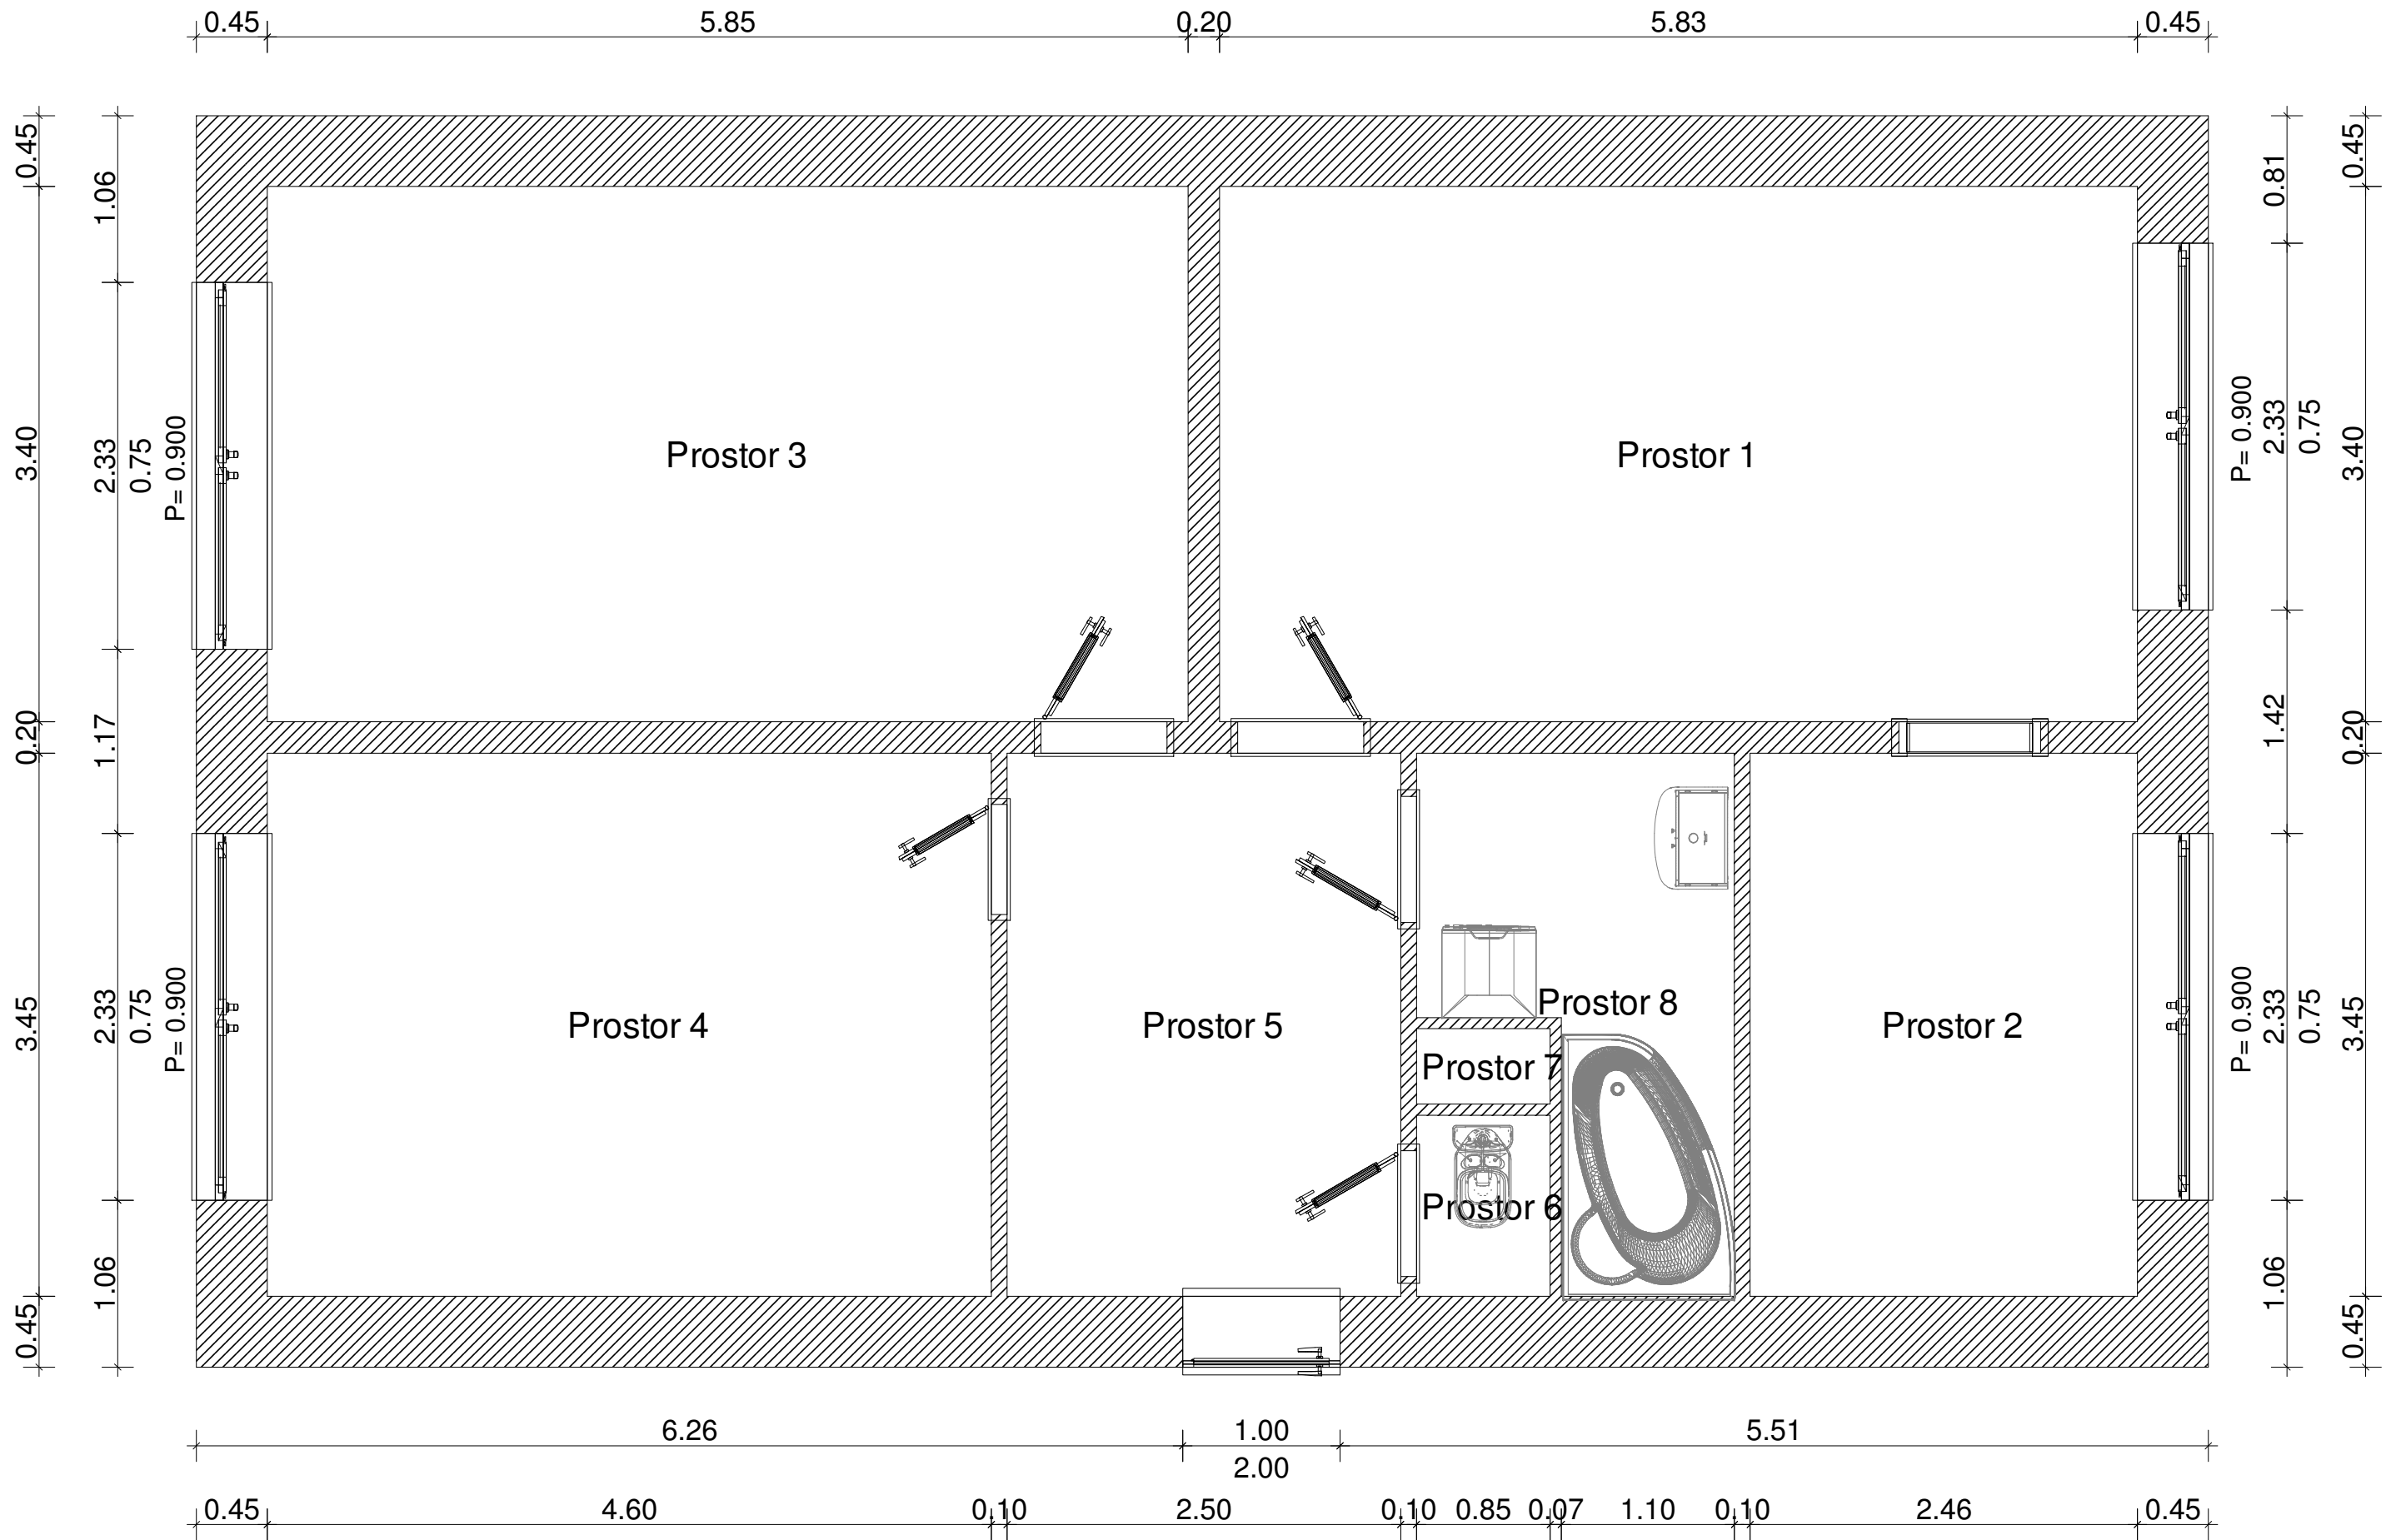 0.45 5.85 0.20 5.83 0.45
0.45
1.06
0.81
0.45
Prostor 3
Prostor 1
3.40
2.33
0.75
P= 0.900
P= 0.900
2.33
0.75
3.40
0.20
1.17
1.42
0.20
Prostor 4
Prostor 5
Prostor 8
Prostor 7
Prostor 6
Prostor 2
3.45
2.33
0.75
P= 0.900
P= 0.900
2.33
0.75
3.45
0.45
1.06
1.06
0.45
6.26 1.00 5.51
2.00
0.45 4.60 0.10 2.50 0.10 0.85 0.07 1.10 0.10 2.46 0.45